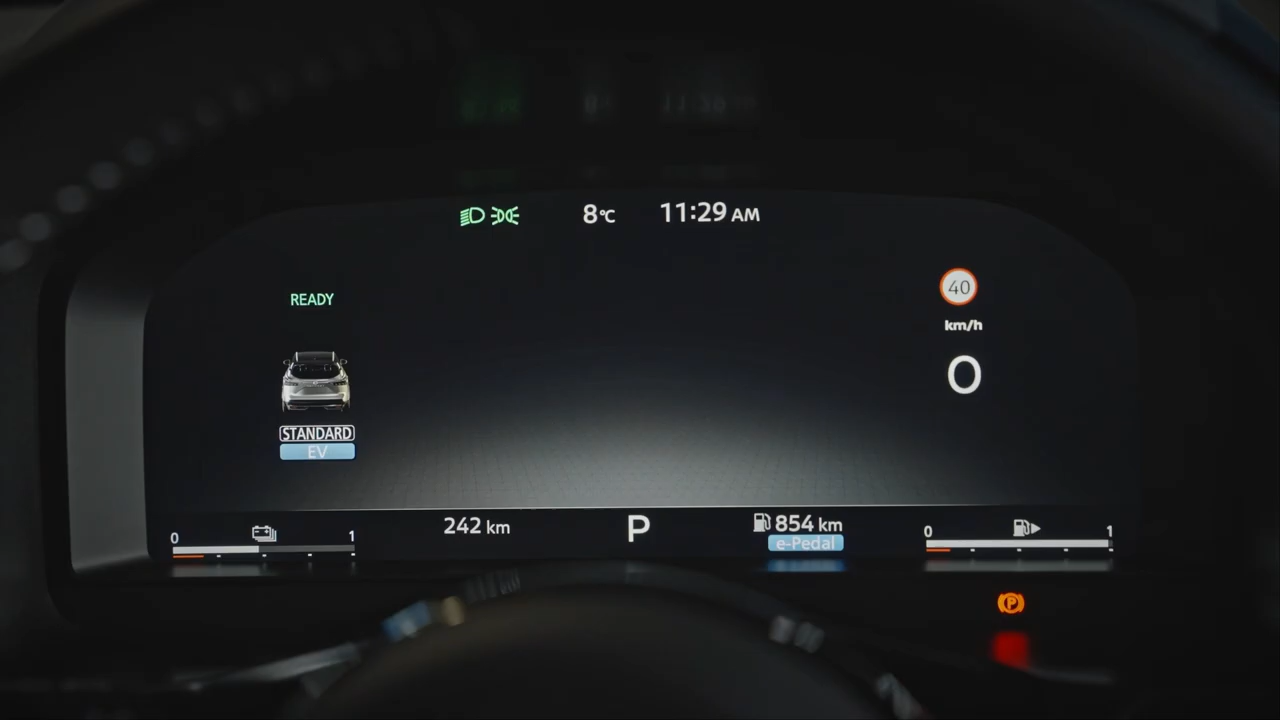 8°C 11:29 AM
READY
40
km/h
0
STANDARD
EV
0 1
242 km
P
854 km
e-Pedal
0 1
P